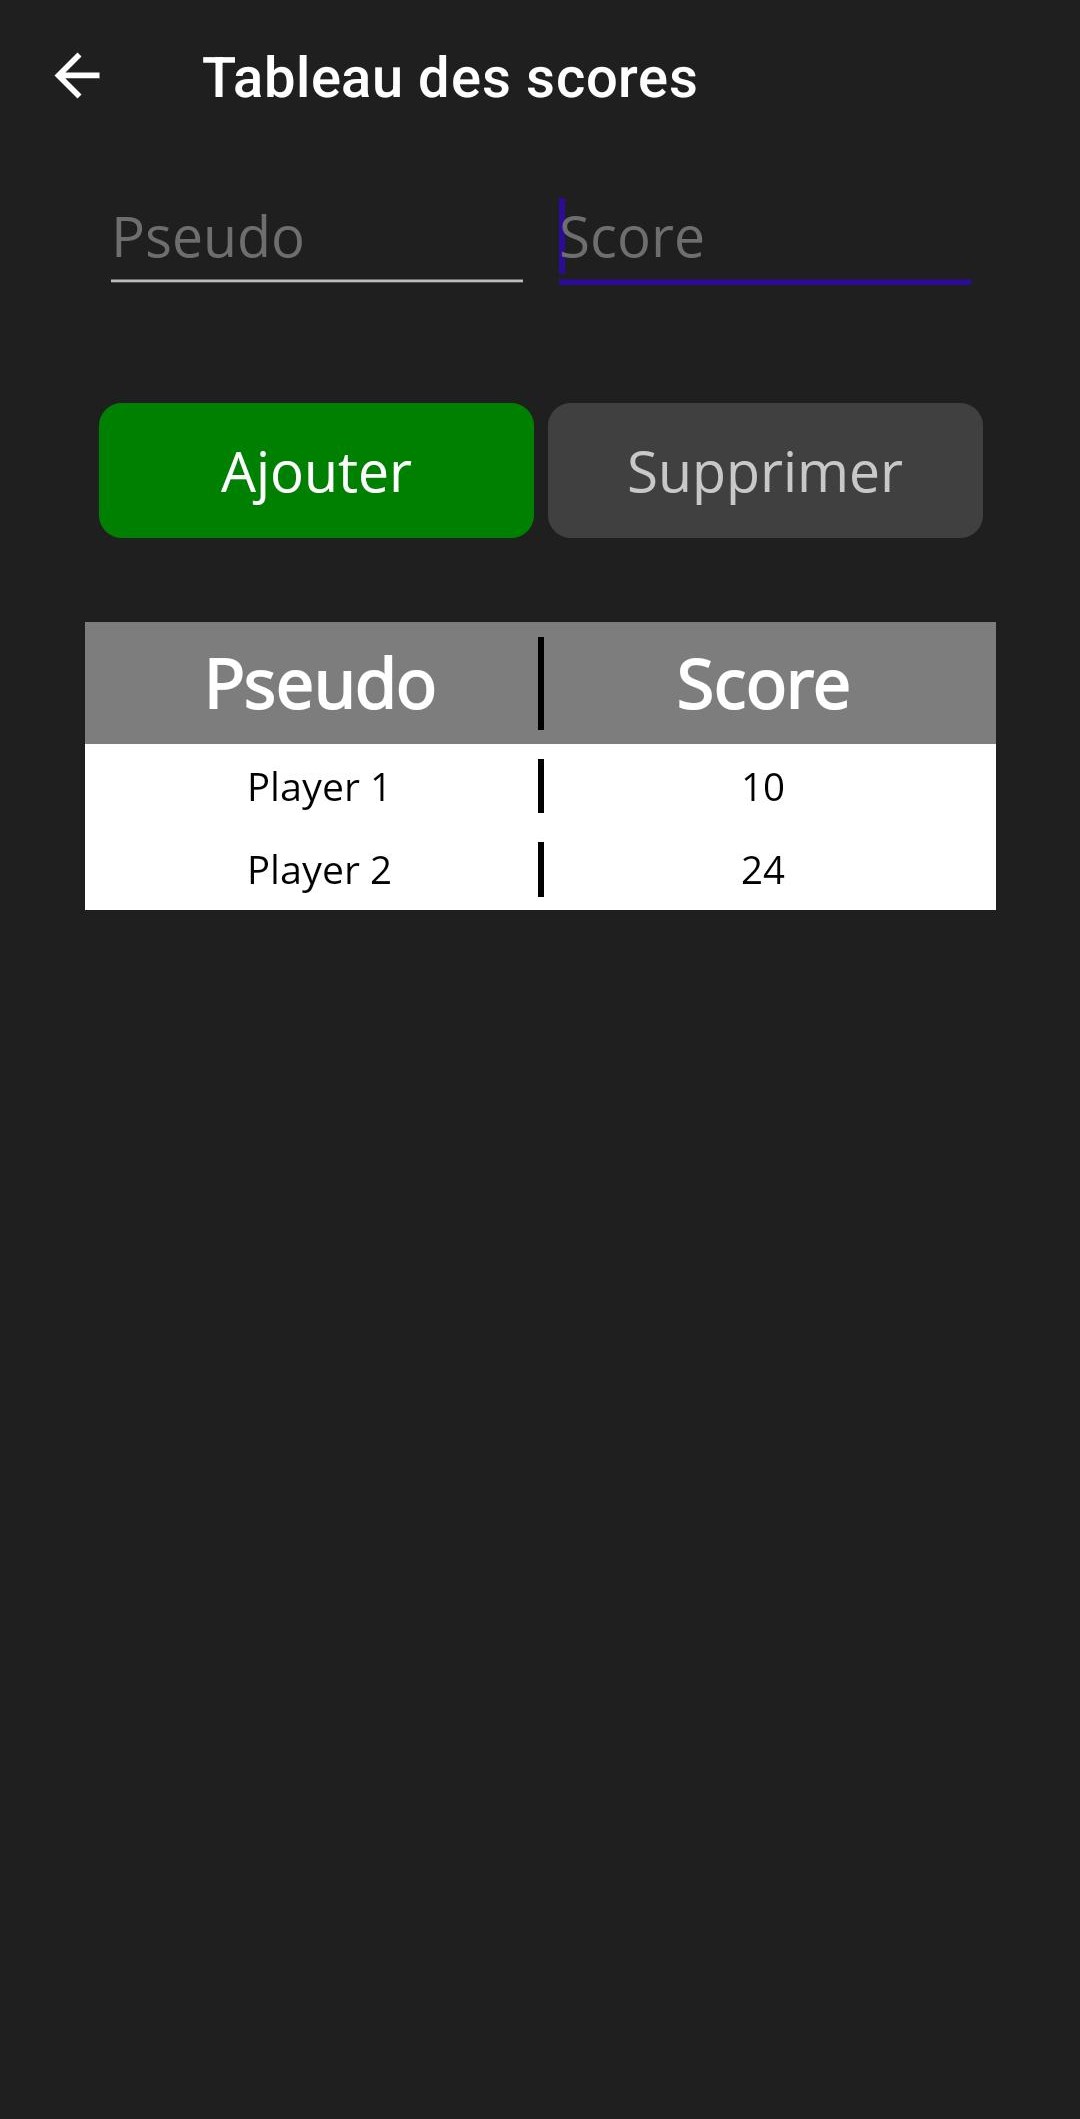 Tableau des scores
Pseudo Score
Ajouter Supprimer
Pseudo Score
Player 1 10
Player 2 24